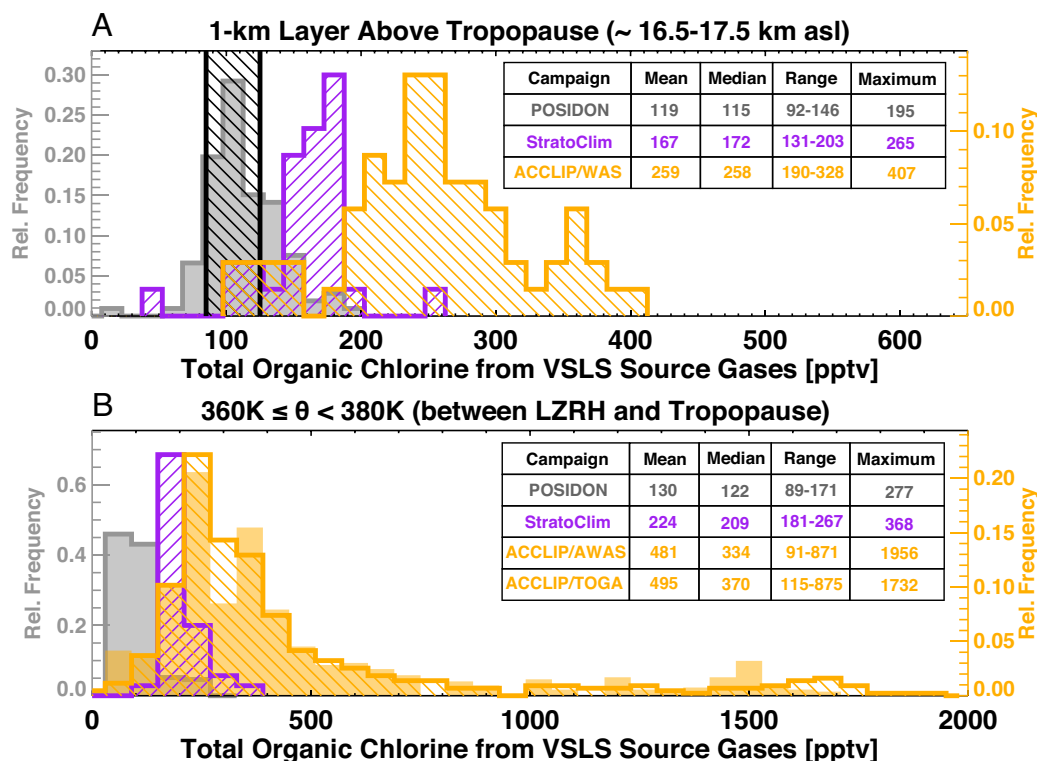 A
1-km Layer Above Tropopause (~ 16.5-17.5 km asl)
Rel. Frequency
0.30
0.25
0.20
0.15
0.10
0.05
0.00
Campaign Mean Median Range Maximum
POSIDON 119 115 92-146 195
StratoClim 167 172 131-203 265
ACCLIP/WAS 259 258 190-328 407
0.10
0.05
0.00
Rel. Frequency
0 100 200 300 400 500 600
Total Organic Chlorine from VSLS Source Gases [pptv]
B
360K ≤ θ < 380K (between LZRH and Tropopause)
Rel. Frequency
0.6
0.4
0.2
0.0
Campaign Mean Median Range Maximum
POSIDON 130 122 89-171 277
StratoClim 224 209 181-267 368
ACCLIP/AWAS 481 334 91-871 1956
ACCLIP/TOGA 495 370 115-875 1732
0.20
0.15
0.10
0.05
0.00
Rel. Frequency
0 500 1000 1500 2000
Total Organic Chlorine from VSLS Source Gases [pptv]